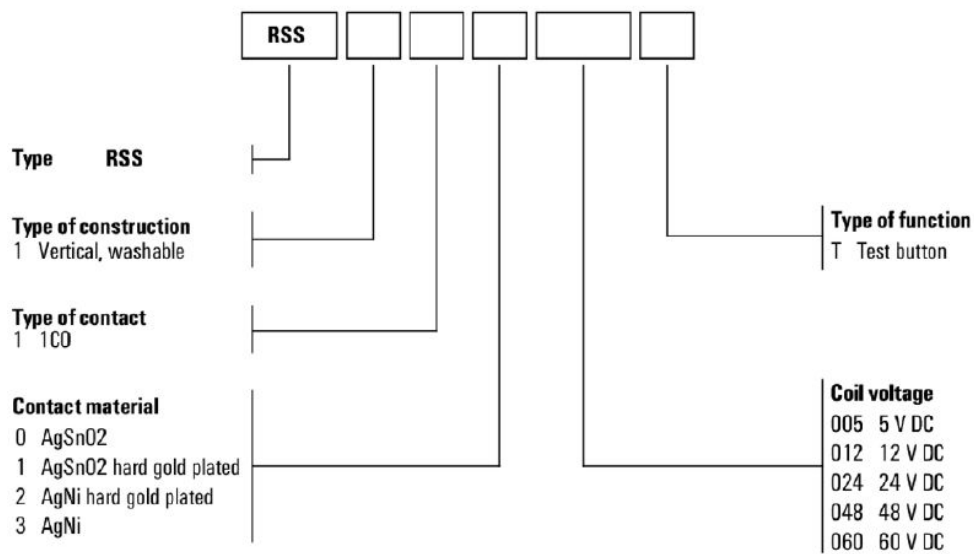 RSS
Type RSS
Type of construction
1 Vertical, washable
Type of contact
1 1CO
Contact material
0 AgSnO2
1 AgSnO2 hard gold plated
2 AgNi hard gold plated
3 AgNi
Type of function
T Test button
Coil voltage
005 5 V DC
012 12 V DC
024 24 V DC
048 48 V DC
060 60 V DC